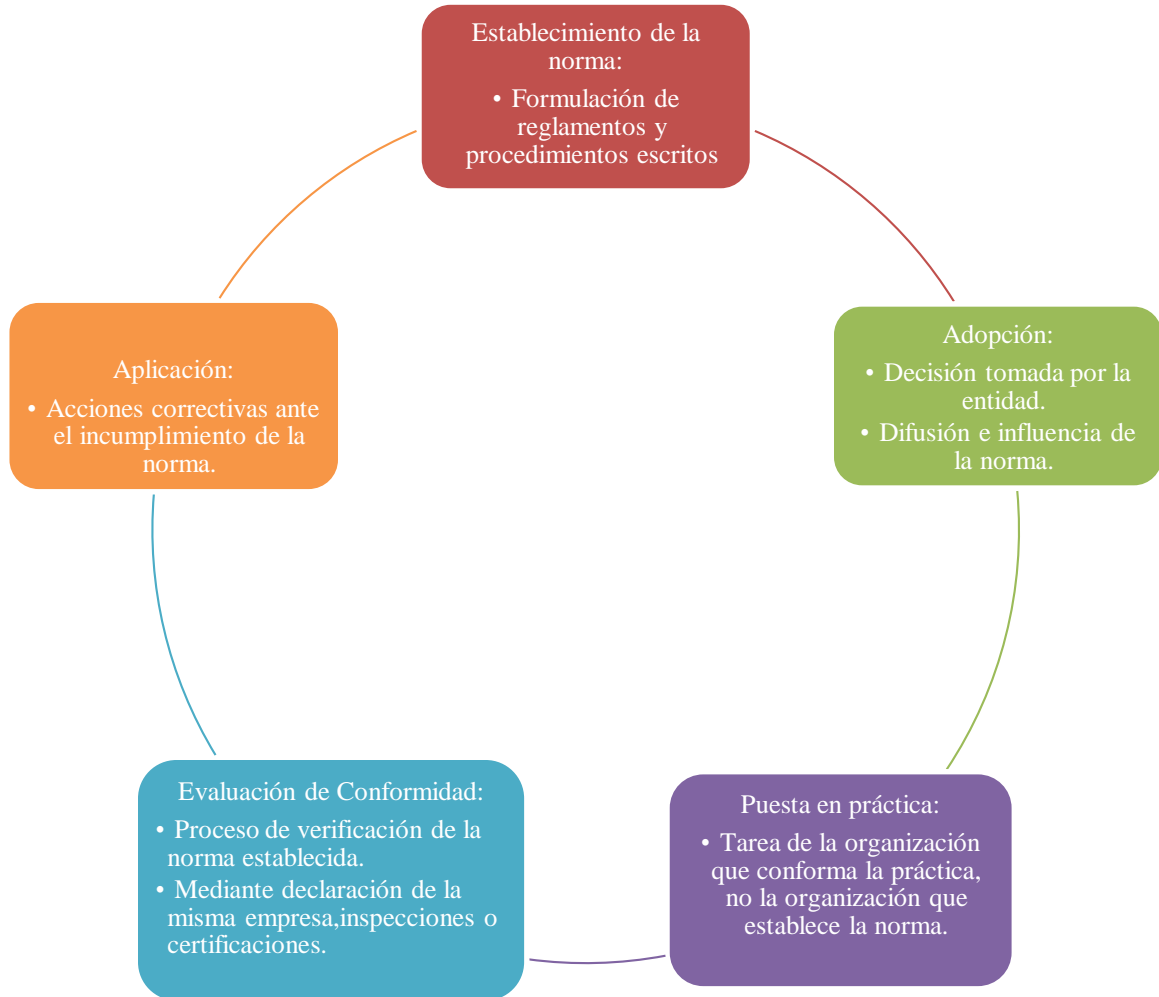 Establecimiento de la
norma:
• Formulación de
reglamentos y
procedimientos escritos
Adopción:
• Decisión tomada por la
entidad.
• Difusión e influencia de
la norma.
Puesta en práctica:
• Tarea de la organización
que conforma la práctica,
no la organización que
establece la norma.
Evaluación de Conformidad:
• Proceso de verificación de la
norma establecida.
• Mediante declaración de la
misma empresa,inspecciones o
certificaciones.
Aplicación:
• Acciones correctivas ante
el incumplimiento de la
norma.